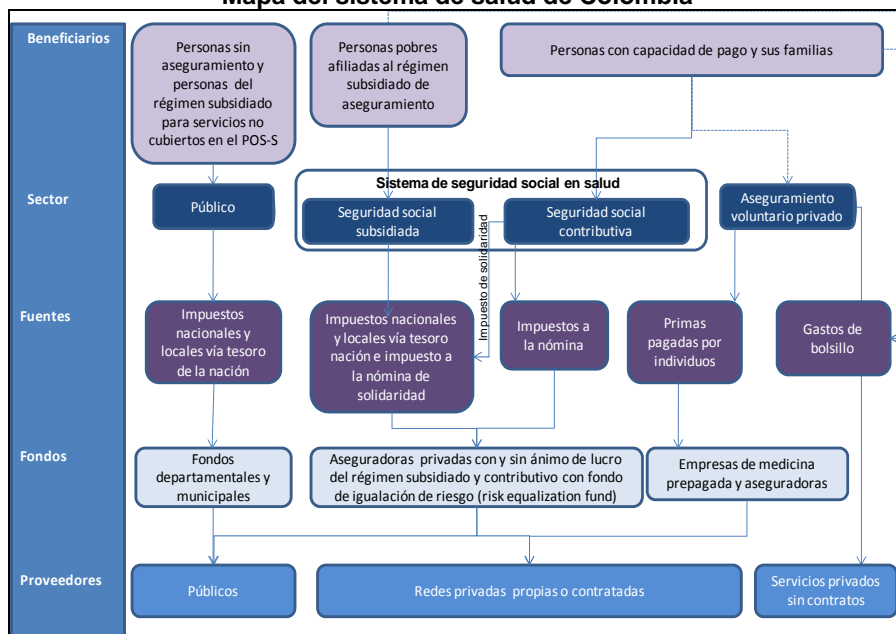 Mapa del sistema de salud de Colombia
Beneficiarios
Personas sin
aseguramiento y
personas del
régimen subsidiado
para servicios no
cubiertos en el POS-S
Personas pobres
afiliadas al régimen
subsidiado de
aseguramiento
Personas con capacidad de pago y sus familias
Sector
Público
Sistema de seguridad social en salud
Seguridad social
subsidiada
Seguridad social
contributiva
Impuesto de solidaridad
Aseguramiento
voluntario privado
Fuentes
Impuestos
nacionales y
locales vía tesoro
de la nación
Impuestos nacionales
y locales vía tesoro
nación e impuesto a
la nómina de
solidaridad
Impuestos a
la nómina
Primas
pagadas por
individuos
Gastos de
bolsillo
Fondos
Fondos
departamentales y
municipales
Aseguradoras privadas con y sin ánimo de lucro
del régimen subsidiado y contributivo con fondo
de igualación de riesgo (risk equalization fund)
Empresas de medicina
prepagada y aseguradoras
Proveedores
Públicos
Redes privadas propias o contratadas
Servicios privados
sin contratos